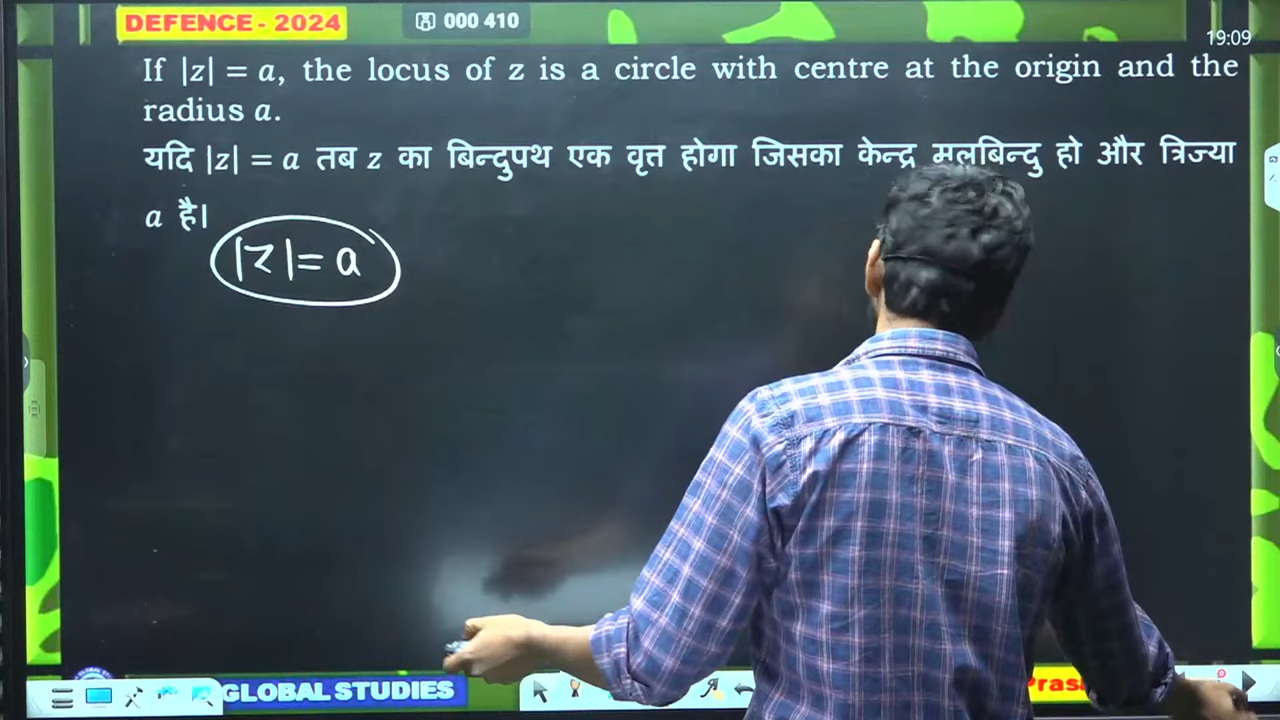 DEFENCE - 2024
000 410
19:09
If |z| = a, the locus of z is a circle with centre at the origin and the
radius a.
यदि |z| = a तब z का बिन्दुपथ एक वृत्त होगा जिसका केन्द्र मूलबिन्दु हो और त्रिज्या
a है।
|z| = a
GLOBAL STUDIES